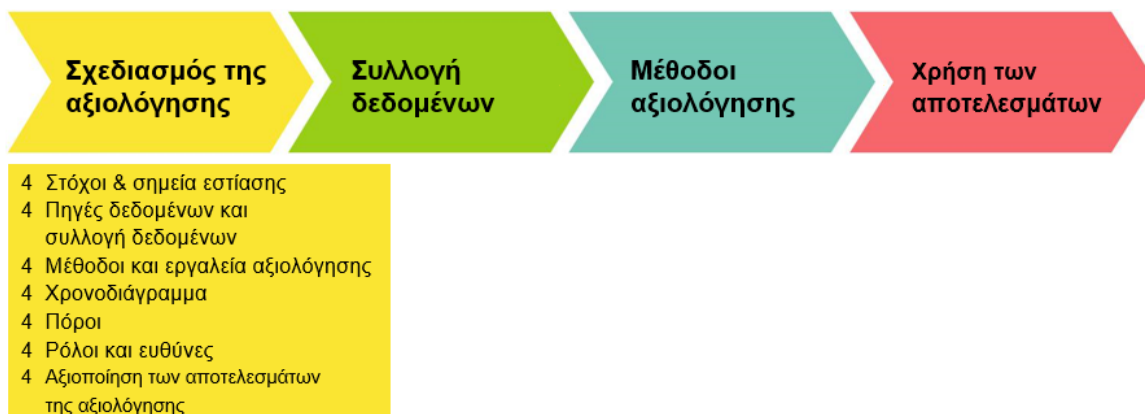 Σχεδιασμός της
αξιολόγησης
Συλλογή
δεδομένων
Μέθοδοι
αξιολόγησης
Χρήση των
αποτελεσμάτων
4 Στόχοι & σημεία εστίασης
4 Πηγές δεδομένων και
συλλογή δεδομένων
4 Μέθοδοι και εργαλεία αξιολόγησης
4 Χρονοδιάγραμμα
4 Πόροι
4 Ρόλοι και ευθύνες
4 Αξιοποίηση των αποτελεσμάτων
της αξιολόγησης